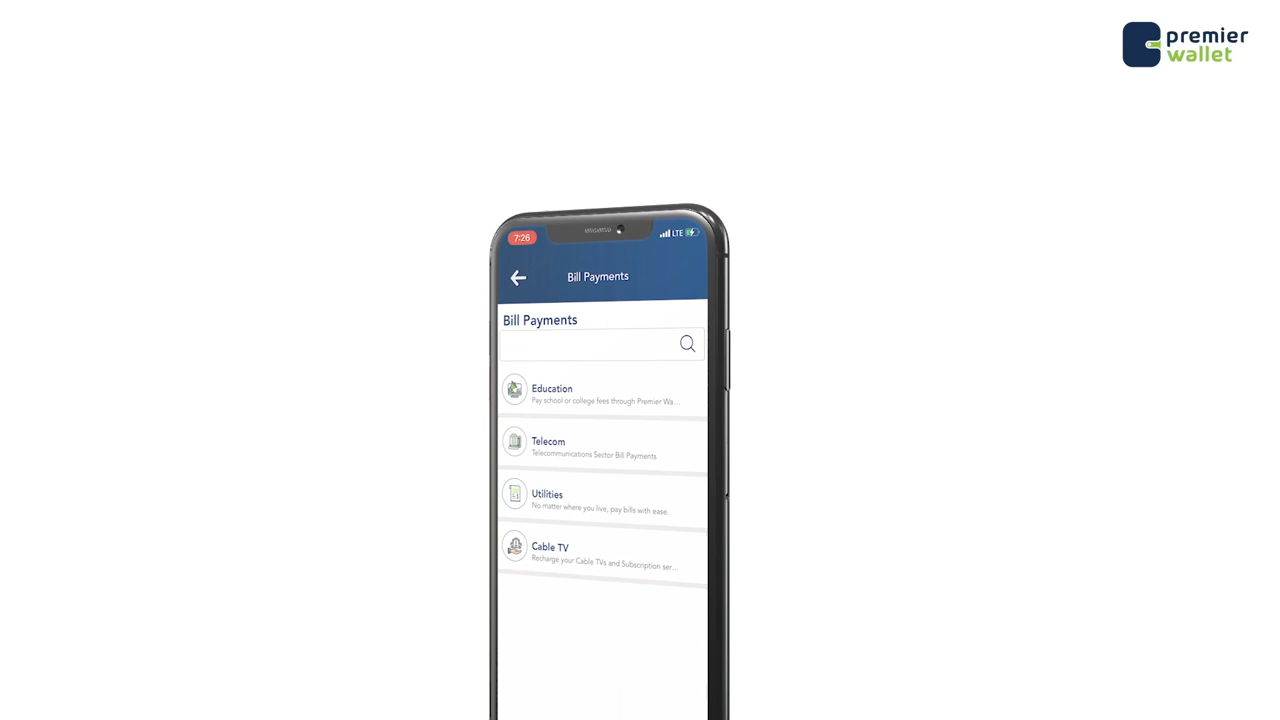 premier
wallet
7:26
LTE
Bill Payments
Bill Payments
Education
Pay school or college fees through Premier Wa...
Telecom
Telecommunications Sector Bill Payments
Utilities
No matter where you live, pay bills with ease.
Cable TV
Recharge your Cable TVs and Subscription ser...